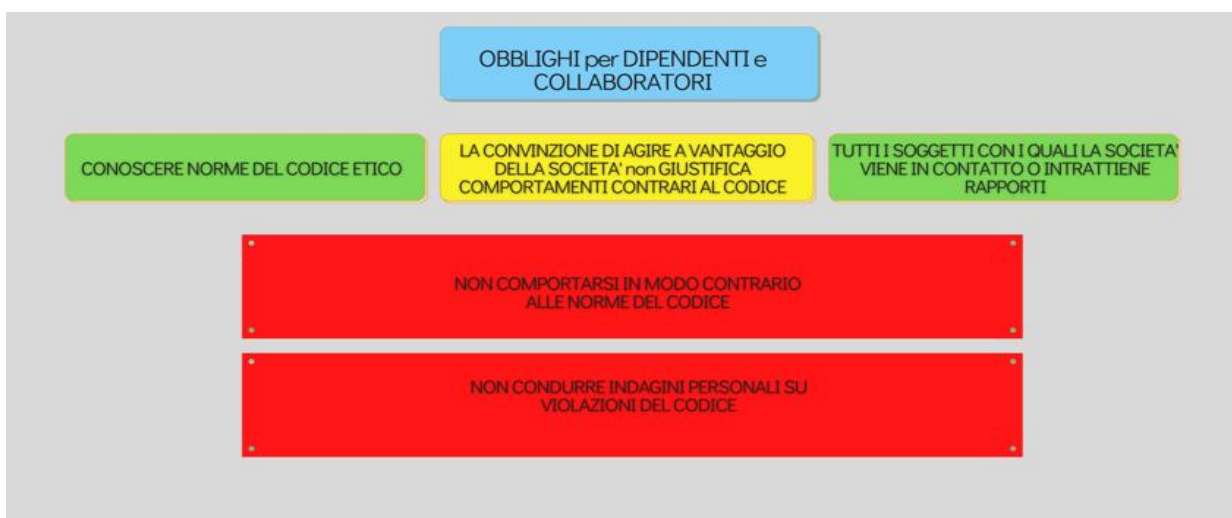 OBBLIGHI per DIPENDENTI e
COLLABORATORI
CONOSCERE NORME DEL CODICE ETICO
LA CONVINZIONE DI AGIRE A VANTAGGIO
DELLA SOCIETA' non GIUSTIFICA
COMPORTAMENTI CONTRARI AL CODICE
TUTTI I SOGGETTI CON I QUALI LA SOCIETA'
VIENE IN CONTATTO O INTRATTIENE
RAPPORTI
NON COMPORTARSI IN MODO CONTRARIO
ALLE NORME DEL CODICE
NON CONDURRE INDAGINI PERSONALI SU
VIOLAZIONI DEL CODICE